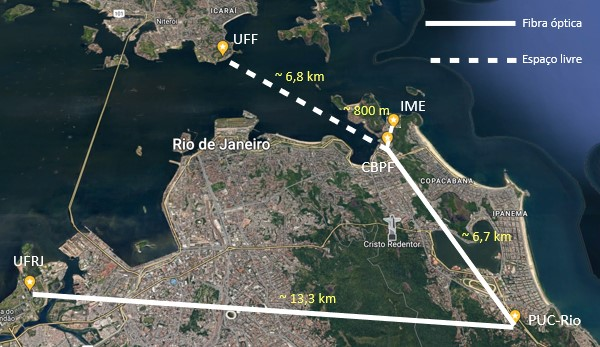 101
ICARAÍ
Niterói
Fibra óptica
UFF
Espaço livre
~ 6,8 km
~ 800 m
IME
Rio de Janeiro
CBPF
COPACABANA
IPANEMA
Cristo Redentor
~ 6,7 km
UFRJ
~ 13,3 km
PUC-Rio